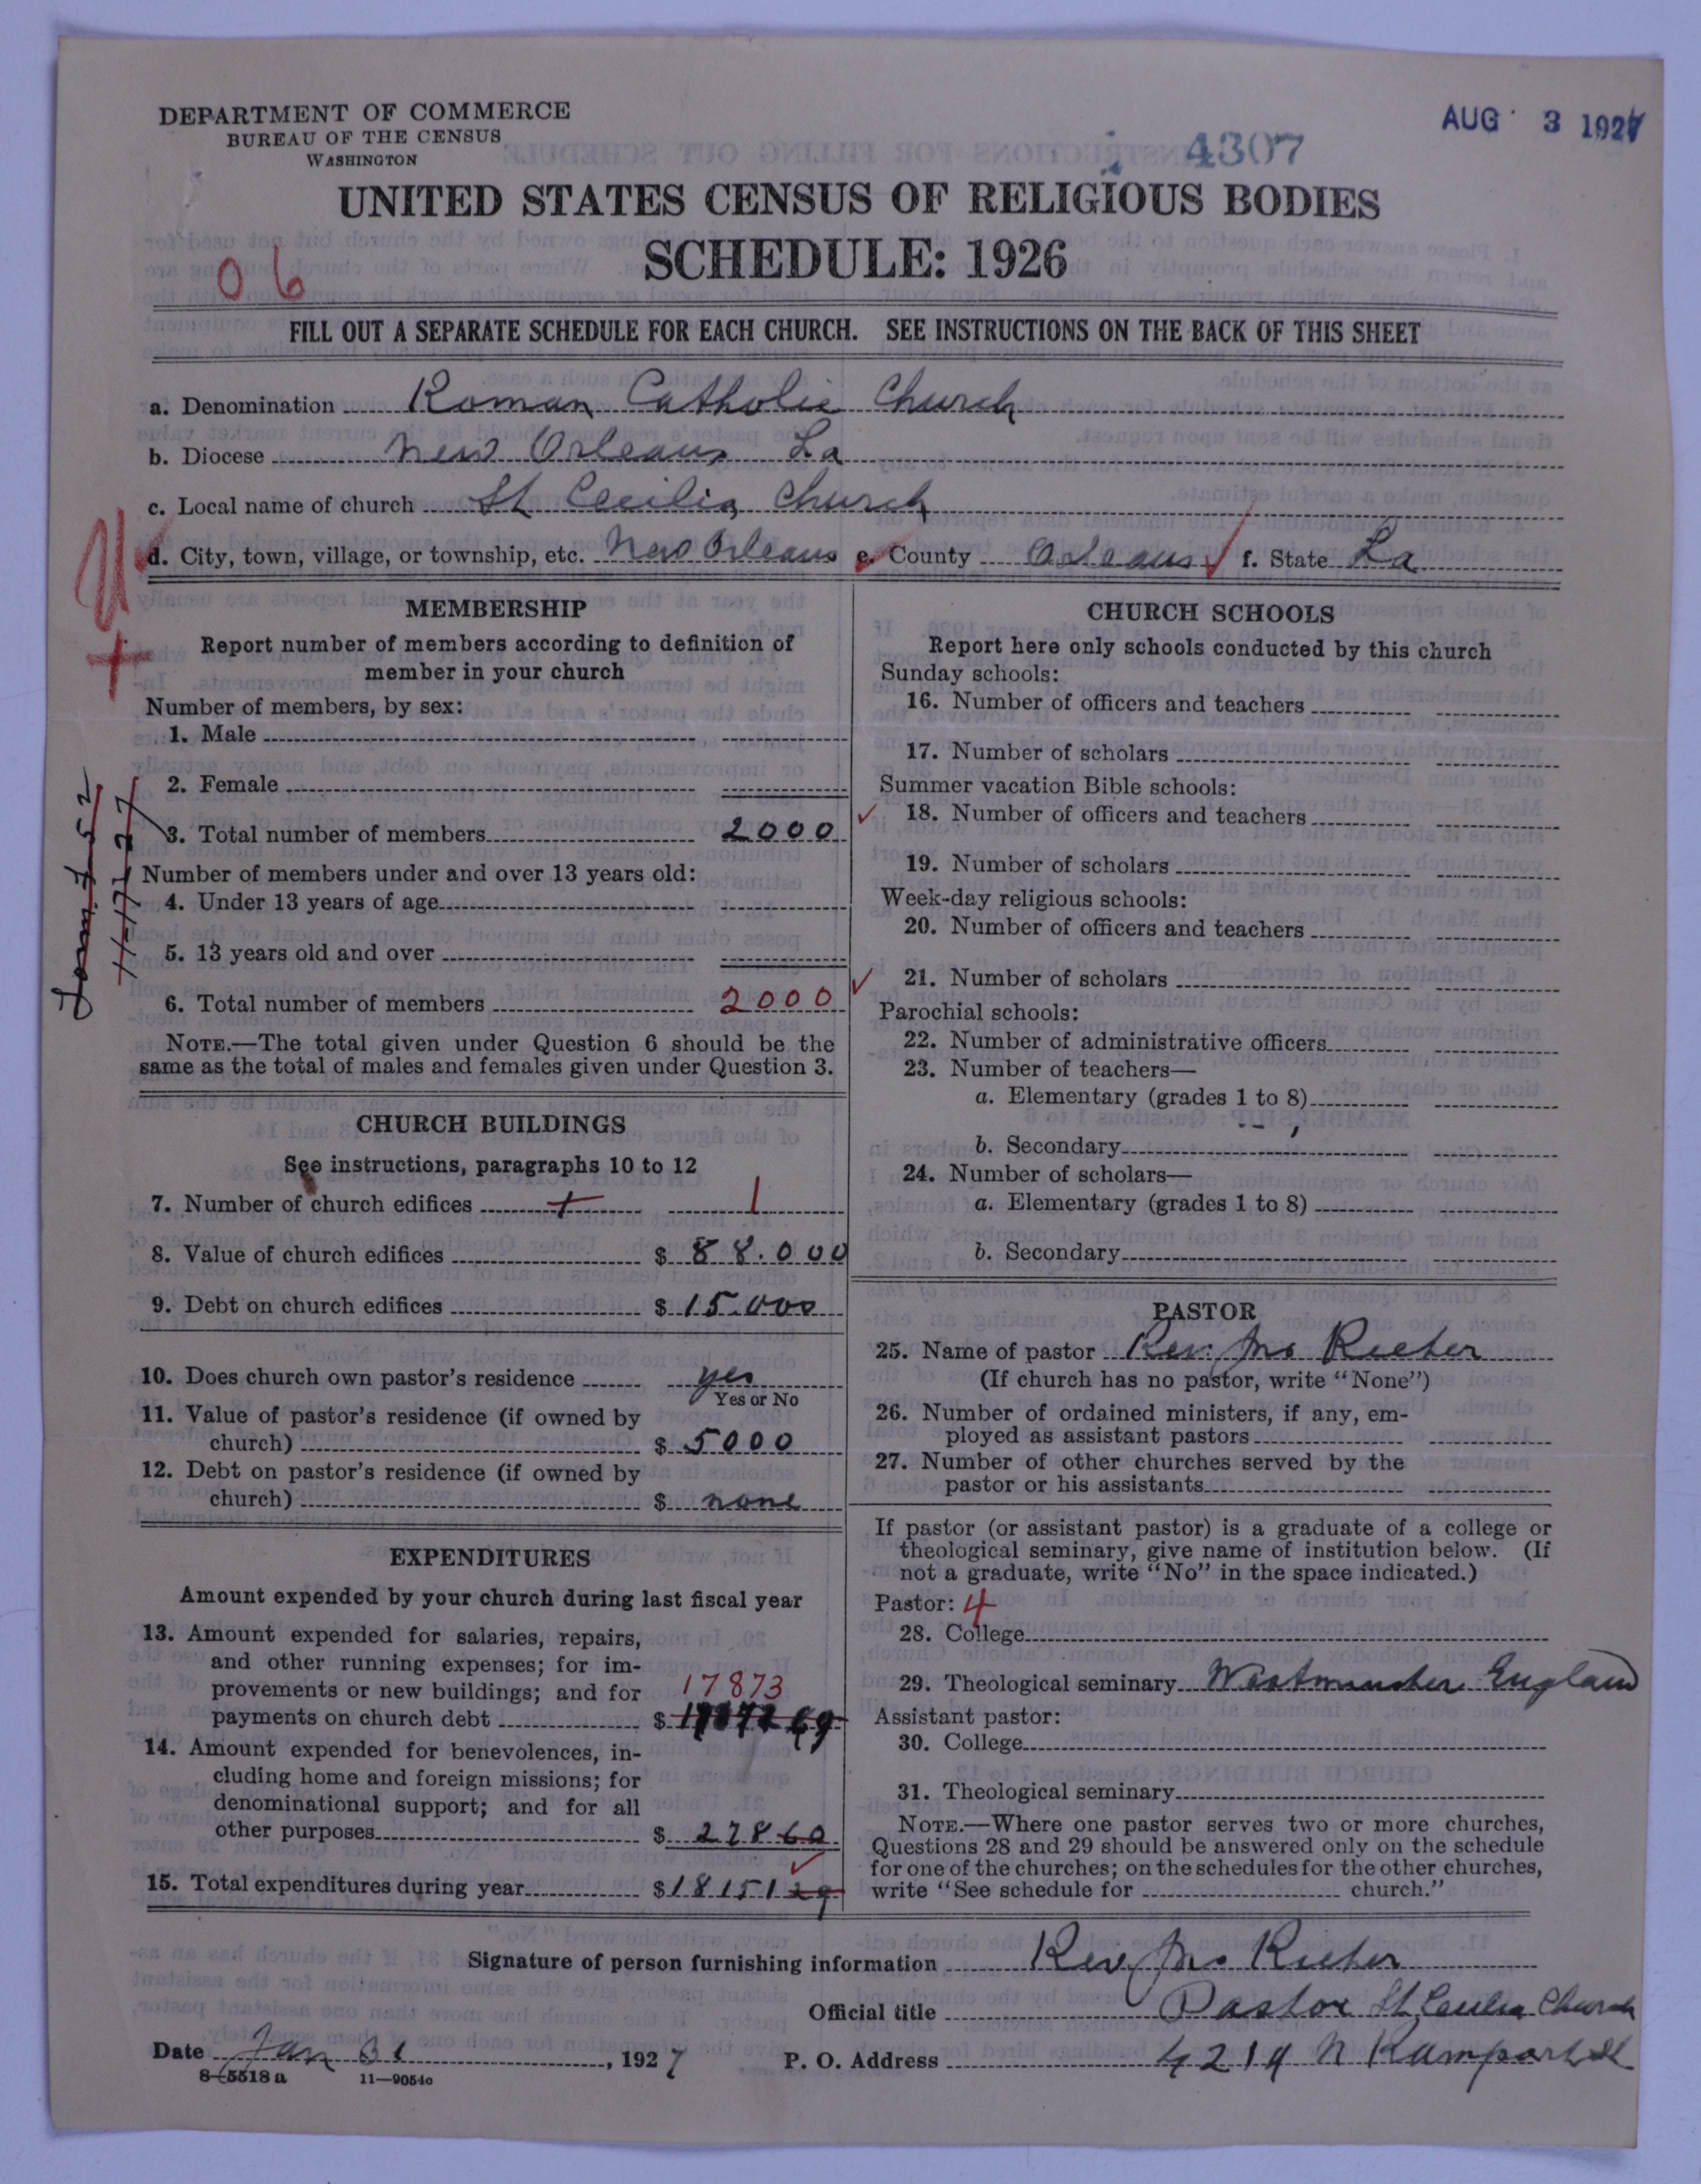 DEPARTMENT OF COMMERCE
BUREAU OF THE CENSUS
WASHINGTON
AUG 3 1927
4307
UNITED STATES CENSUS OF RELIGIOUS BODIES
SCHEDULE: 1926
06
FILL OUT A SEPARATE SCHEDULE FOR EACH CHURCH. SEE INSTRUCTIONS ON THE BACK OF THIS SHEET
a. Denomination Roman Catholic Church
b. Diocese New Orleans La
c. Local name of church St Cecilia Church
d. City, town, village, or township, etc. New Orleans e. County Orleans f. State La
MEMBERSHIP
Report number of members according to definition of
member in your church
Number of members, by sex:
1. Male
2. Female
3. Total number of members 2000
Number of members under and over 13 years old:
4. Under 13 years of age
5. 13 years old and over
6. Total number of members 2000
NOTE.—The total given under Question 6 should be the
same as the total of males and females given under Question 3.
11-17-27
CHURCH BUILDINGS
See instructions, paragraphs 10 to 12
7. Number of church edifices 1
8. Value of church edifices $ 88.000
9. Debt on church edifices $ 15.000
10. Does church own pastor's residence yes
Yes or No
11. Value of pastor's residence (if owned by
church) $ 5000
12. Debt on pastor's residence (if owned by
church) $ none
EXPENDITURES
Amount expended by your church during last fiscal year
13. Amount expended for salaries, repairs,
and other running expenses; for im-
provements or new buildings; and for 17873
payments on church debt $ 69
14. Amount expended for benevolences, in-
cluding home and foreign missions; for
denominational support; and for all
other purposes $ 278 60
15. Total expenditures during year $ 18151 29
CHURCH SCHOOLS
Report here only schools conducted by this church
Sunday schools:
16. Number of officers and teachers
17. Number of scholars
Summer vacation Bible schools:
18. Number of officers and teachers
19. Number of scholars
Week-day religious schools:
20. Number of officers and teachers
21. Number of scholars
Parochial schools:
22. Number of administrative officers
23. Number of teachers—
a. Elementary (grades 1 to 8)
b. Secondary
24. Number of scholars—
a. Elementary (grades 1 to 8)
b. Secondary
PASTOR
25. Name of pastor Rev. Jno
(If church has no pastor, write "None")
26. Number of ordained ministers, if any, em-
ployed as assistant pastors
27. Number of other churches served by the
pastor or his assistants
If pastor (or assistant pastor) is a graduate of a college or
theological seminary, give name of institution below. (If
not a graduate, write "No" in the space indicated.)
Pastor: 4
28. College
29. Theological seminary Westminster England
Assistant pastor:
30. College
31. Theological seminary
NOTE.—Where one pastor serves two or more churches,
Questions 28 and 29 should be answered only on the schedule
for one of the churches; on the schedules for the other churches,
write "See schedule for church."
Signature of person furnishing information Rev. Jno
Official title Pastor St Cecilia Church
Date Jan 31, 1927 P. O. Address 4214 N Rampart St
8-5518a 11—9054c